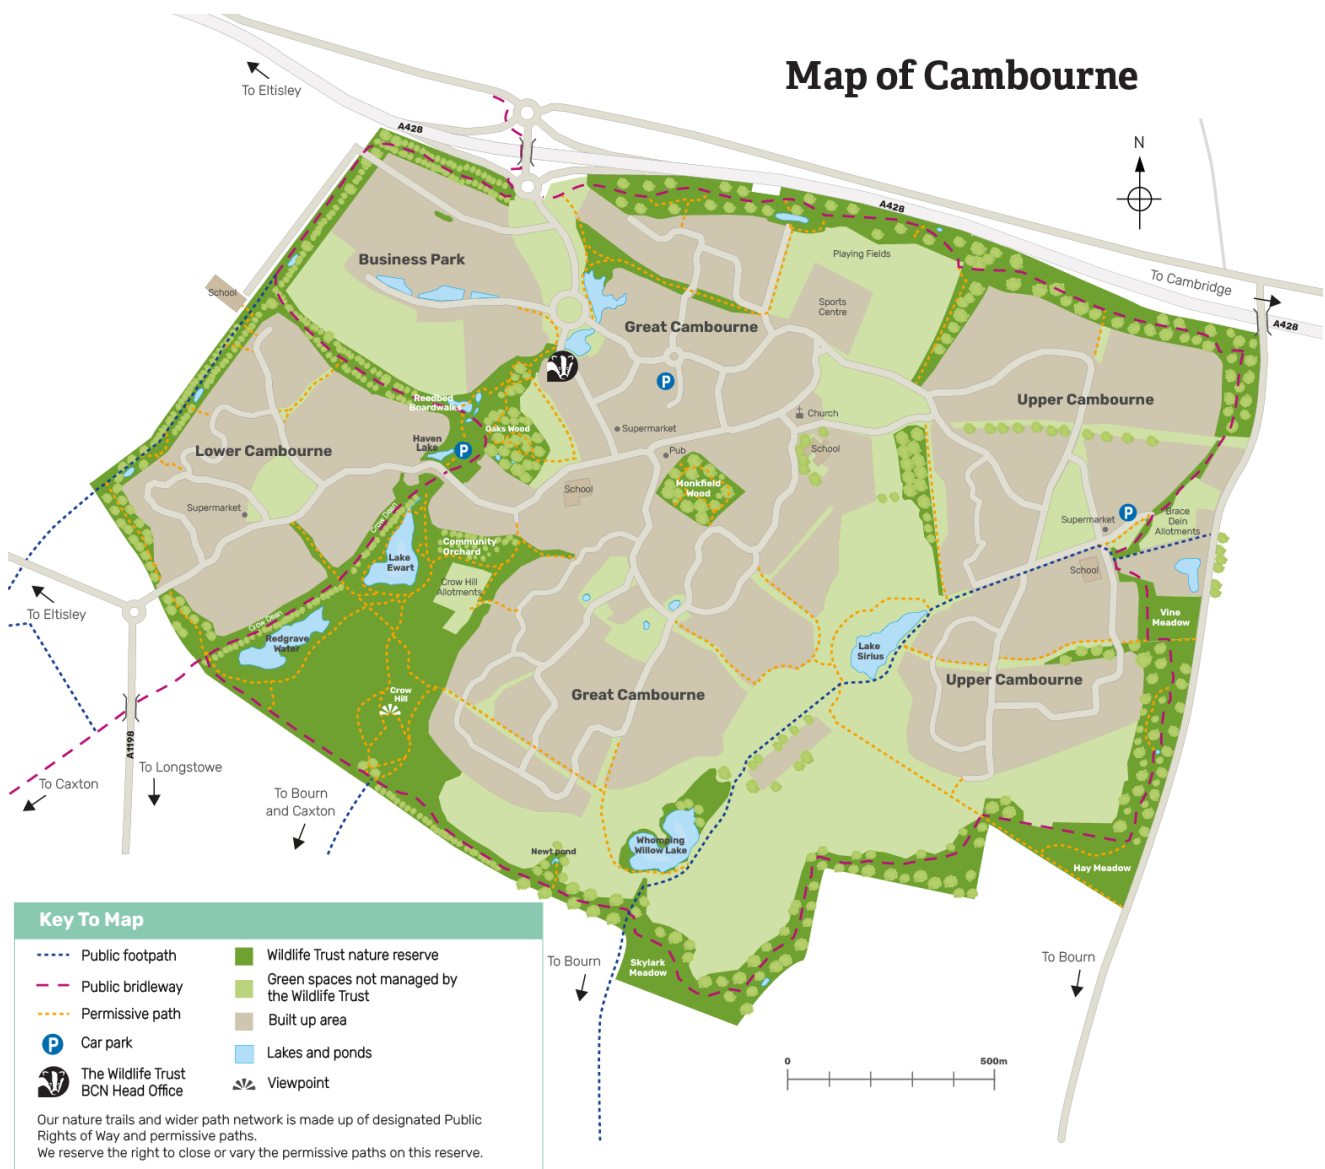 Map of Cambourne
To Eltisley
A428
N
A428
To Cambridge
A428
Business Park
Playing Fields
School
Sports
Centre
Great Cambourne
P
Upper Cambourne
Reedbed
Boardwalks
Oaks Wood
Church
Supermarket
Haven
Lake
P
Lower Cambourne
Pub
School
Monkfield
Wood
School
Supermarket
Crow Dean
P
Supermarket
Brace
Dein
Allotments
Community
Orchard
Lake
Ewart
Crow Hill
Allotments
School
To Eltisley
Crow Dean
Redgrave
Water
Vine
Meadow
Lake
Sirius
Upper Cambourne
Crow
Hill
Great Cambourne
A1198
To Longstowe
To Caxton
To Bourn
and Caxton
Newt pond
Whomping
Willow Lake
Hay Meadow
To Bourn
Skylark
Meadow
To Bourn
0
500m
Key To Map
Public footpath
Public bridleway
Permissive path
P
Car park
The Wildlife Trust
BCN Head Office
Wildlife Trust nature reserve
Green spaces not managed by
the Wildlife Trust
Built up area
Lakes and ponds
Viewpoint
Our nature trails and wider path network is made up of designated Public
Rights of Way and permissive paths.
We reserve the right to close or vary the permissive paths on this reserve.